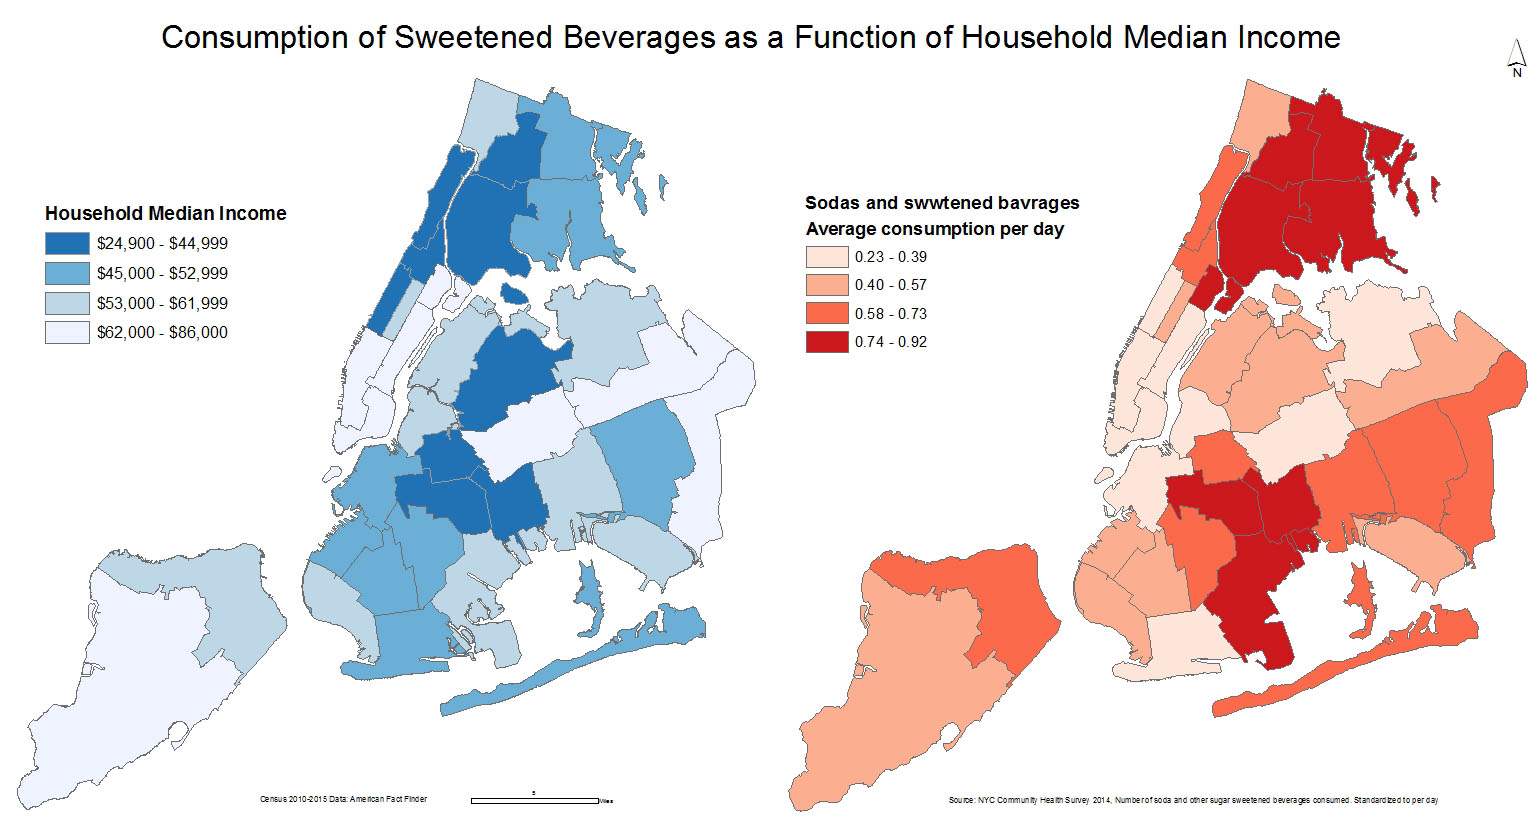 Consumption of Sweetened Beverages as a Function of Household Median Income
N
Household Median Income
$24,900 - $44,999
$45,000 - $52,999
$53,000 - $61,999
$62,000 - $86,000
Sodas and swwtened bavrages
Average consumption per day
0.23 - 0.39
0.40 - 0.57
0.58 - 0.73
0.74 - 0.92
Census 2010-2015 Data: American Fact Finder
5
Miles
Source: NYC Community Health Survey 2014, Number of soda and other sugar sweetened beverages consumed. Standardized to per day